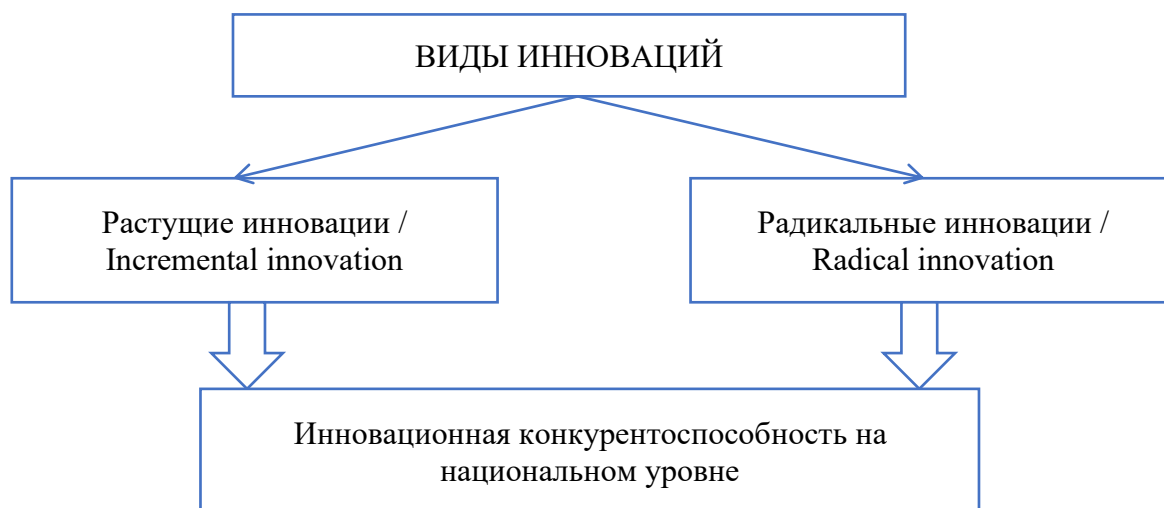 ВИДЫ ИННОВАЦИЙ
Растущие инновации /
Incremental innovation
Радикальные инновации /
Radical innovation
Инновационная конкурентоспособность на
национальном уровне